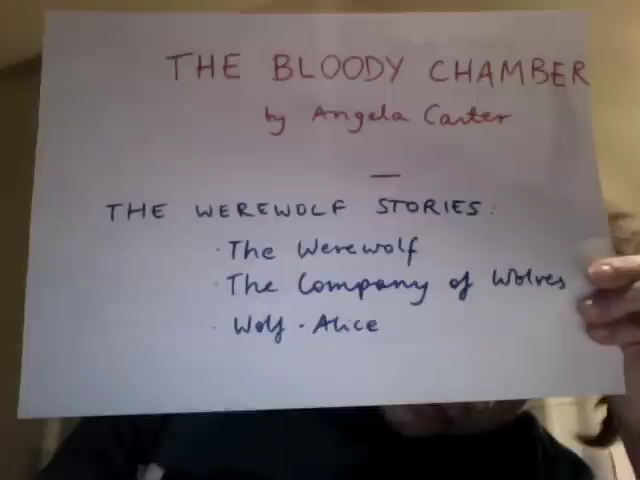 THE BLOODY CHAMBER
by Angela Carter
—
THE WEREWOLF STORIES:
· The Werewolf
· The Company of Wolves
· Wolf-Alice